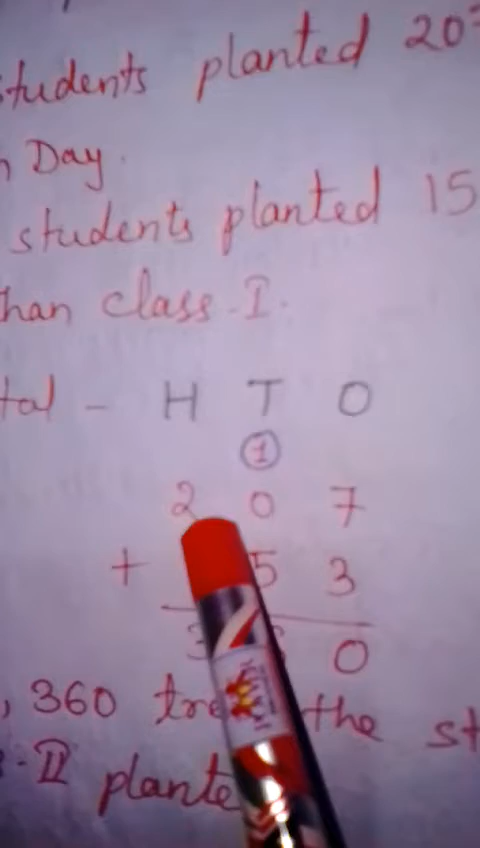 students planted 20
Day.
students planted 15
than class-I.
tal - H T O
1
2 0 7
+ 5 3
0
, 360 the st
-II plante